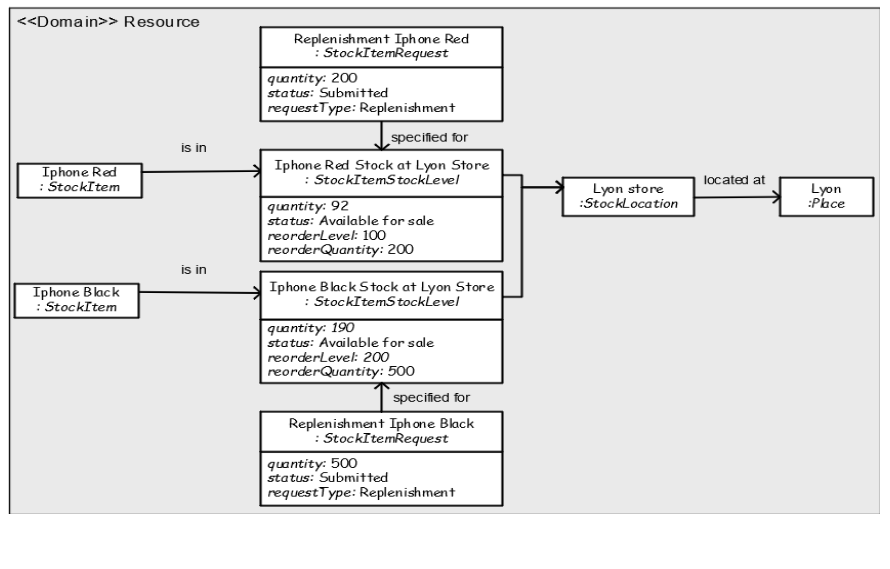 <<Domain>> Resource
Replenishment Iphone Red
: StockItemRequest
quantity: 200
status: Submitted
requestType: Replenishment
specified for
is in
Iphone Red
: StockItem
Iphone Red Stock at Lyon Store
: StockItemStockLevel
quantity: 92
status: Available for sale
reorderLevel: 100
reorderQuantity: 200
Lyon store
:StockLocation
located at
Lyon
:Place
is in
Iphone Black
: StockItem
Iphone Black Stock at Lyon Store
: StockItemStockLevel
quantity: 190
status: Available for sale
reorderLevel: 200
reorderQuantity: 500
specified for
Replenishment Iphone Black
: StockItemRequest
quantity: 500
status: Submitted
requestType: Replenishment